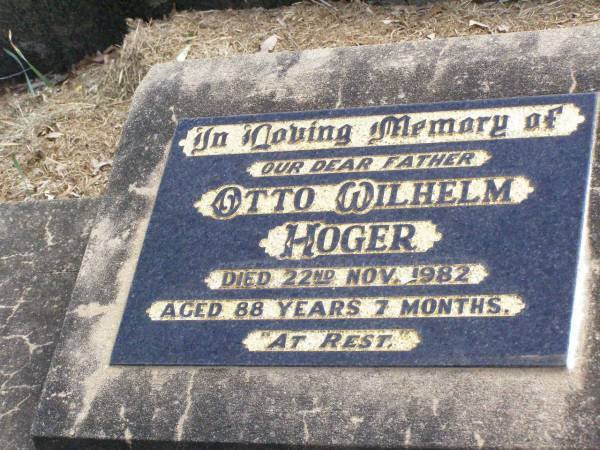 In Loving Memory of
OUR DEAR FATHER
OTTO WILHELM
HOGER
DIED 22ND NOV. 1982
AGED 88 YEARS 7 MONTHS.
"AT REST."